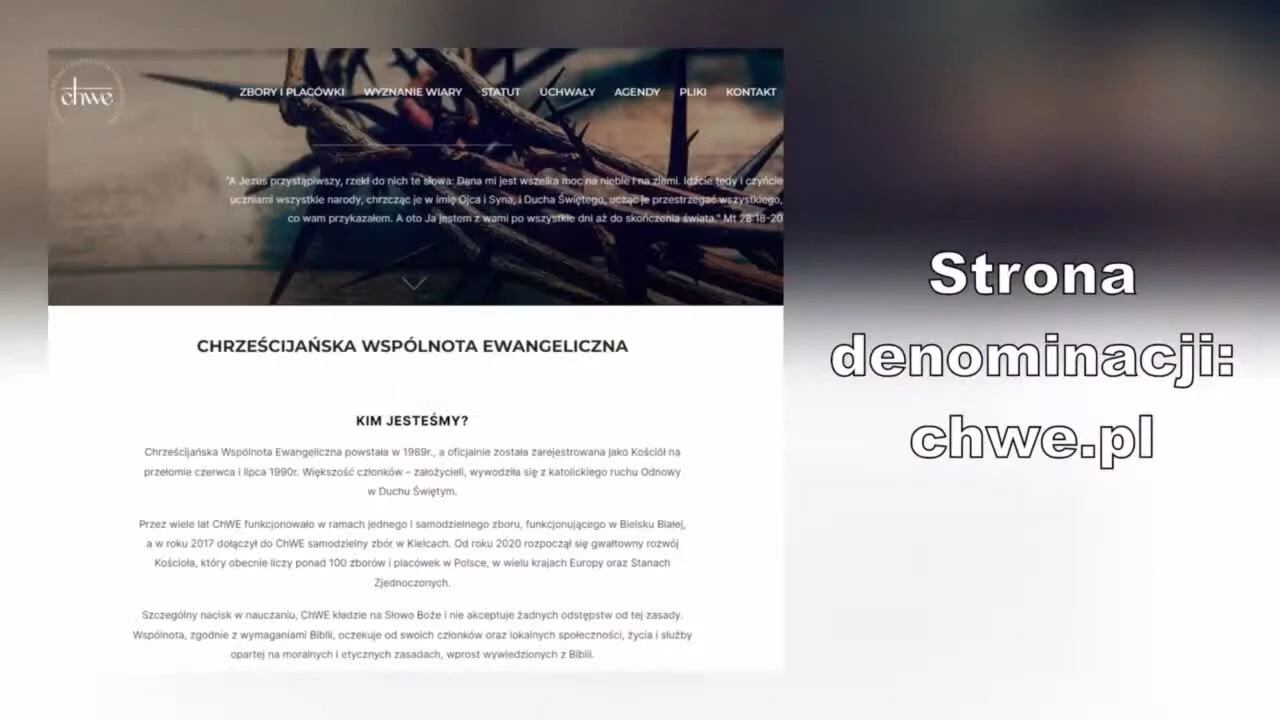 chwe
ZBORY I PLACÓWKI WYZNANIE WIARY STATUT UCHWAŁY AGENDY PLIKI KONTAKT
"A Jezus przystąpiwszy, rzekł do nich te słowa: Dana mi jest wszelka moc na niebie i na ziemi. Idźcie tedy i czyńcie
uczniami wszystkie narody, chrzcząc je w imię Ojca i Syna, i Ducha Świętego, ucząc je przestrzegać wszystkiego,
co wam przykazałem. A oto Ja jestem z wami po wszystkie dni aż do skończenia świata." Mt 28:18-20
CHRZEŚCIJAŃSKA WSPÓLNOTA EWANGELICZNA
KIM JESTEŚMY?
Chrześcijańska Wspólnota Ewangeliczna powstała w 1989r., a oficjalnie została zarejestrowana jako Kościół na
przełomie czerwca i lipca 1990r. Większość członków – założycieli, wywodziła się z katolickiego ruchu Odnowy
w Duchu Świętym.
Przez wiele lat ChWE funkcjonowało w ramach jednego i samodzielnego zboru, funkcjonującego w Bielsku Białej,
a w roku 2017 dołączył do ChWE samodzielny zbór w Kielcach. Od roku 2020 rozpoczął się gwałtowny rozwój
Kościoła, który obecnie liczy ponad 100 zborów i placówek w Polsce, w wielu krajach Europy oraz Stanach
Zjednoczonych.
Szczególny nacisk w nauczaniu, ChWE kładzie na Słowo Boże i nie akceptuje żadnych odstępstw od tej zasady.
Wspólnota, zgodnie z wymaganiami Biblii, oczekuje od swoich członków oraz lokalnych społeczności, życia i służby
opartej na moralnych i etycznych zasadach, wprost wywiedzionych z Biblii.
Strona
denominacji:
chwe.pl